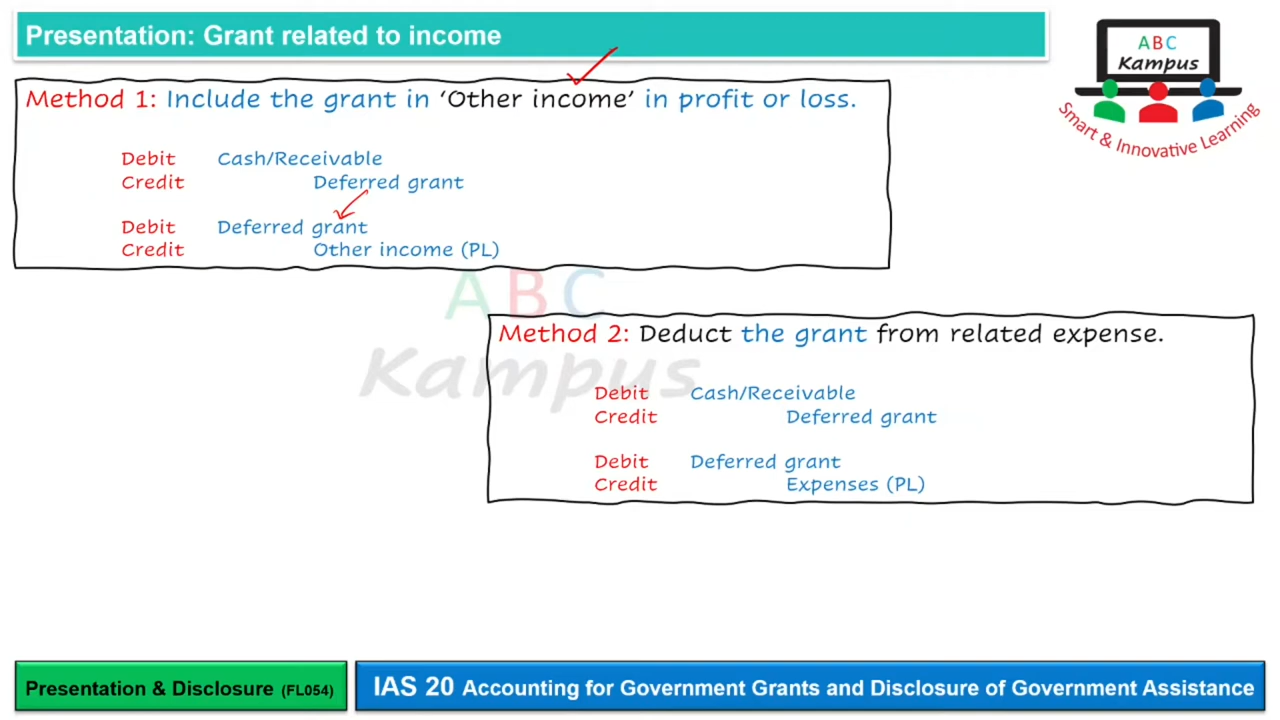 Presentation: Grant related to income
ABC
Kampus
Smart & Innovative Learning
Method 1: Include the grant in ‘Other income’ in profit or loss.
Debit Cash/Receivable
Credit Deferred grant
Debit Deferred grant
Credit Other income (PL)
ABC
Kampus
Method 2: Deduct the grant from related expense.
Debit Cash/Receivable
Credit Deferred grant
Debit Deferred grant
Credit Expenses (PL)
Presentation & Disclosure (FL054)
IAS 20 Accounting for Government Grants and Disclosure of Government Assistance